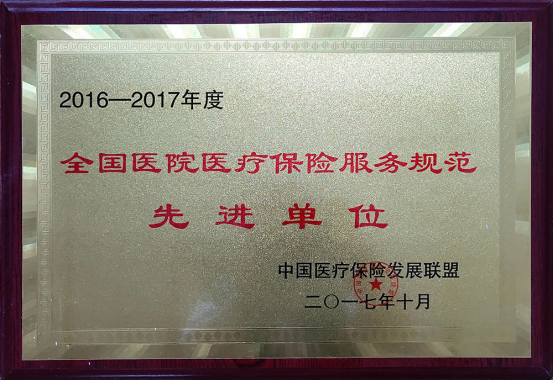 2016—2017年度
全国医院医疗保险服务规范
先进单位
中国医疗保险发展联盟
二〇一七年十月